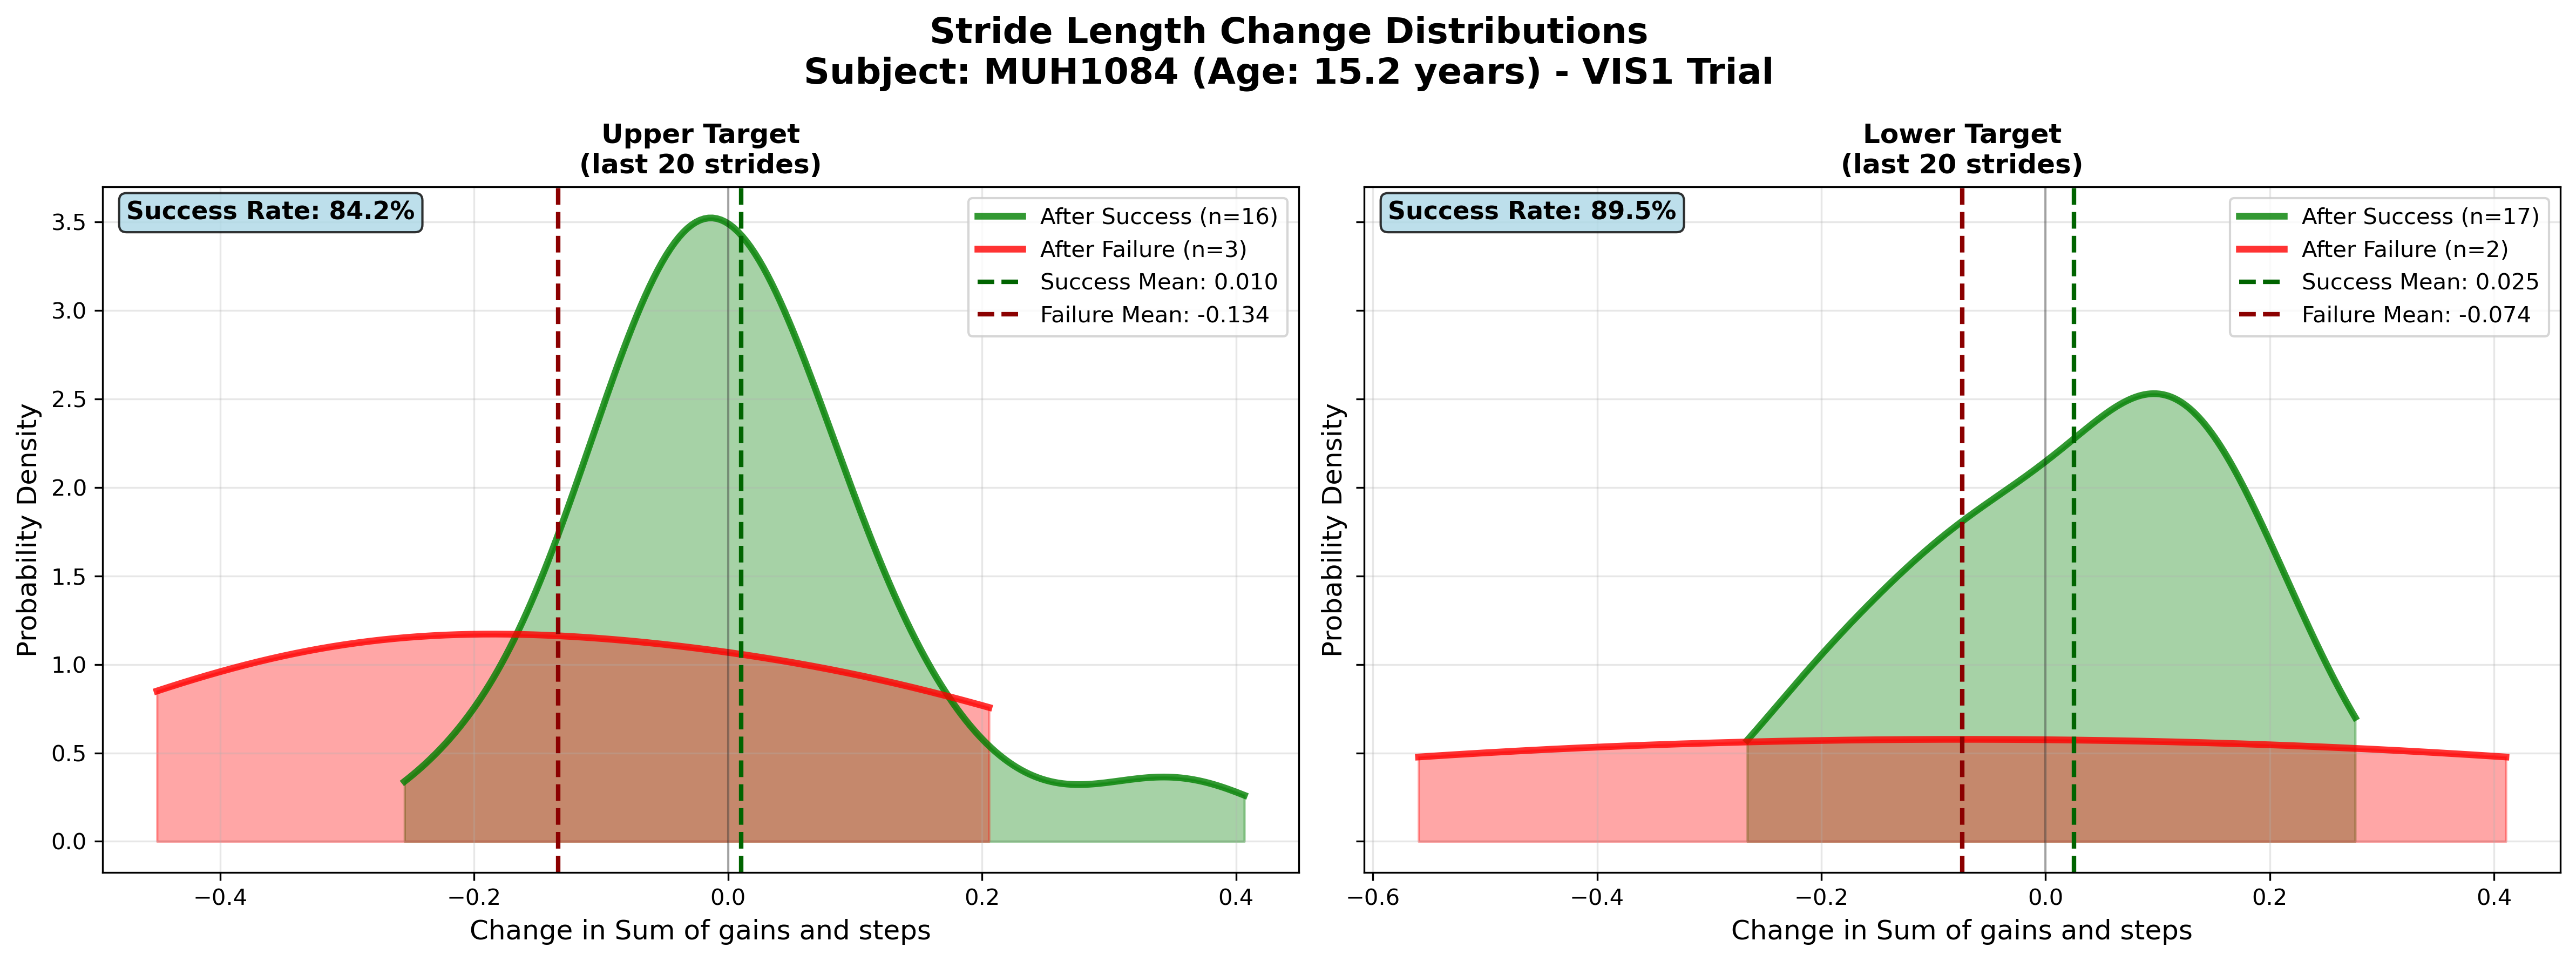 Stride Length Change Distributions
Subject: MUH1084 (Age: 15.2 years) - VIS1 Trial
Upper Target
(last 20 strides)
Success Rate: 84.2%
After Success (n=16)
After Failure (n=3)
Success Mean: 0.010
Failure Mean: -0.134
Probability Density
3.5
3.0
2.5
2.0
1.5
1.0
0.5
0.0
−0.4
−0.2
0.0
0.2
0.4
Change in Sum of gains and steps
Lower Target
(last 20 strides)
Success Rate: 89.5%
After Success (n=17)
After Failure (n=2)
Success Mean: 0.025
Failure Mean: -0.074
Probability Density
−0.6
−0.4
−0.2
0.0
0.2
0.4
Change in Sum of gains and steps